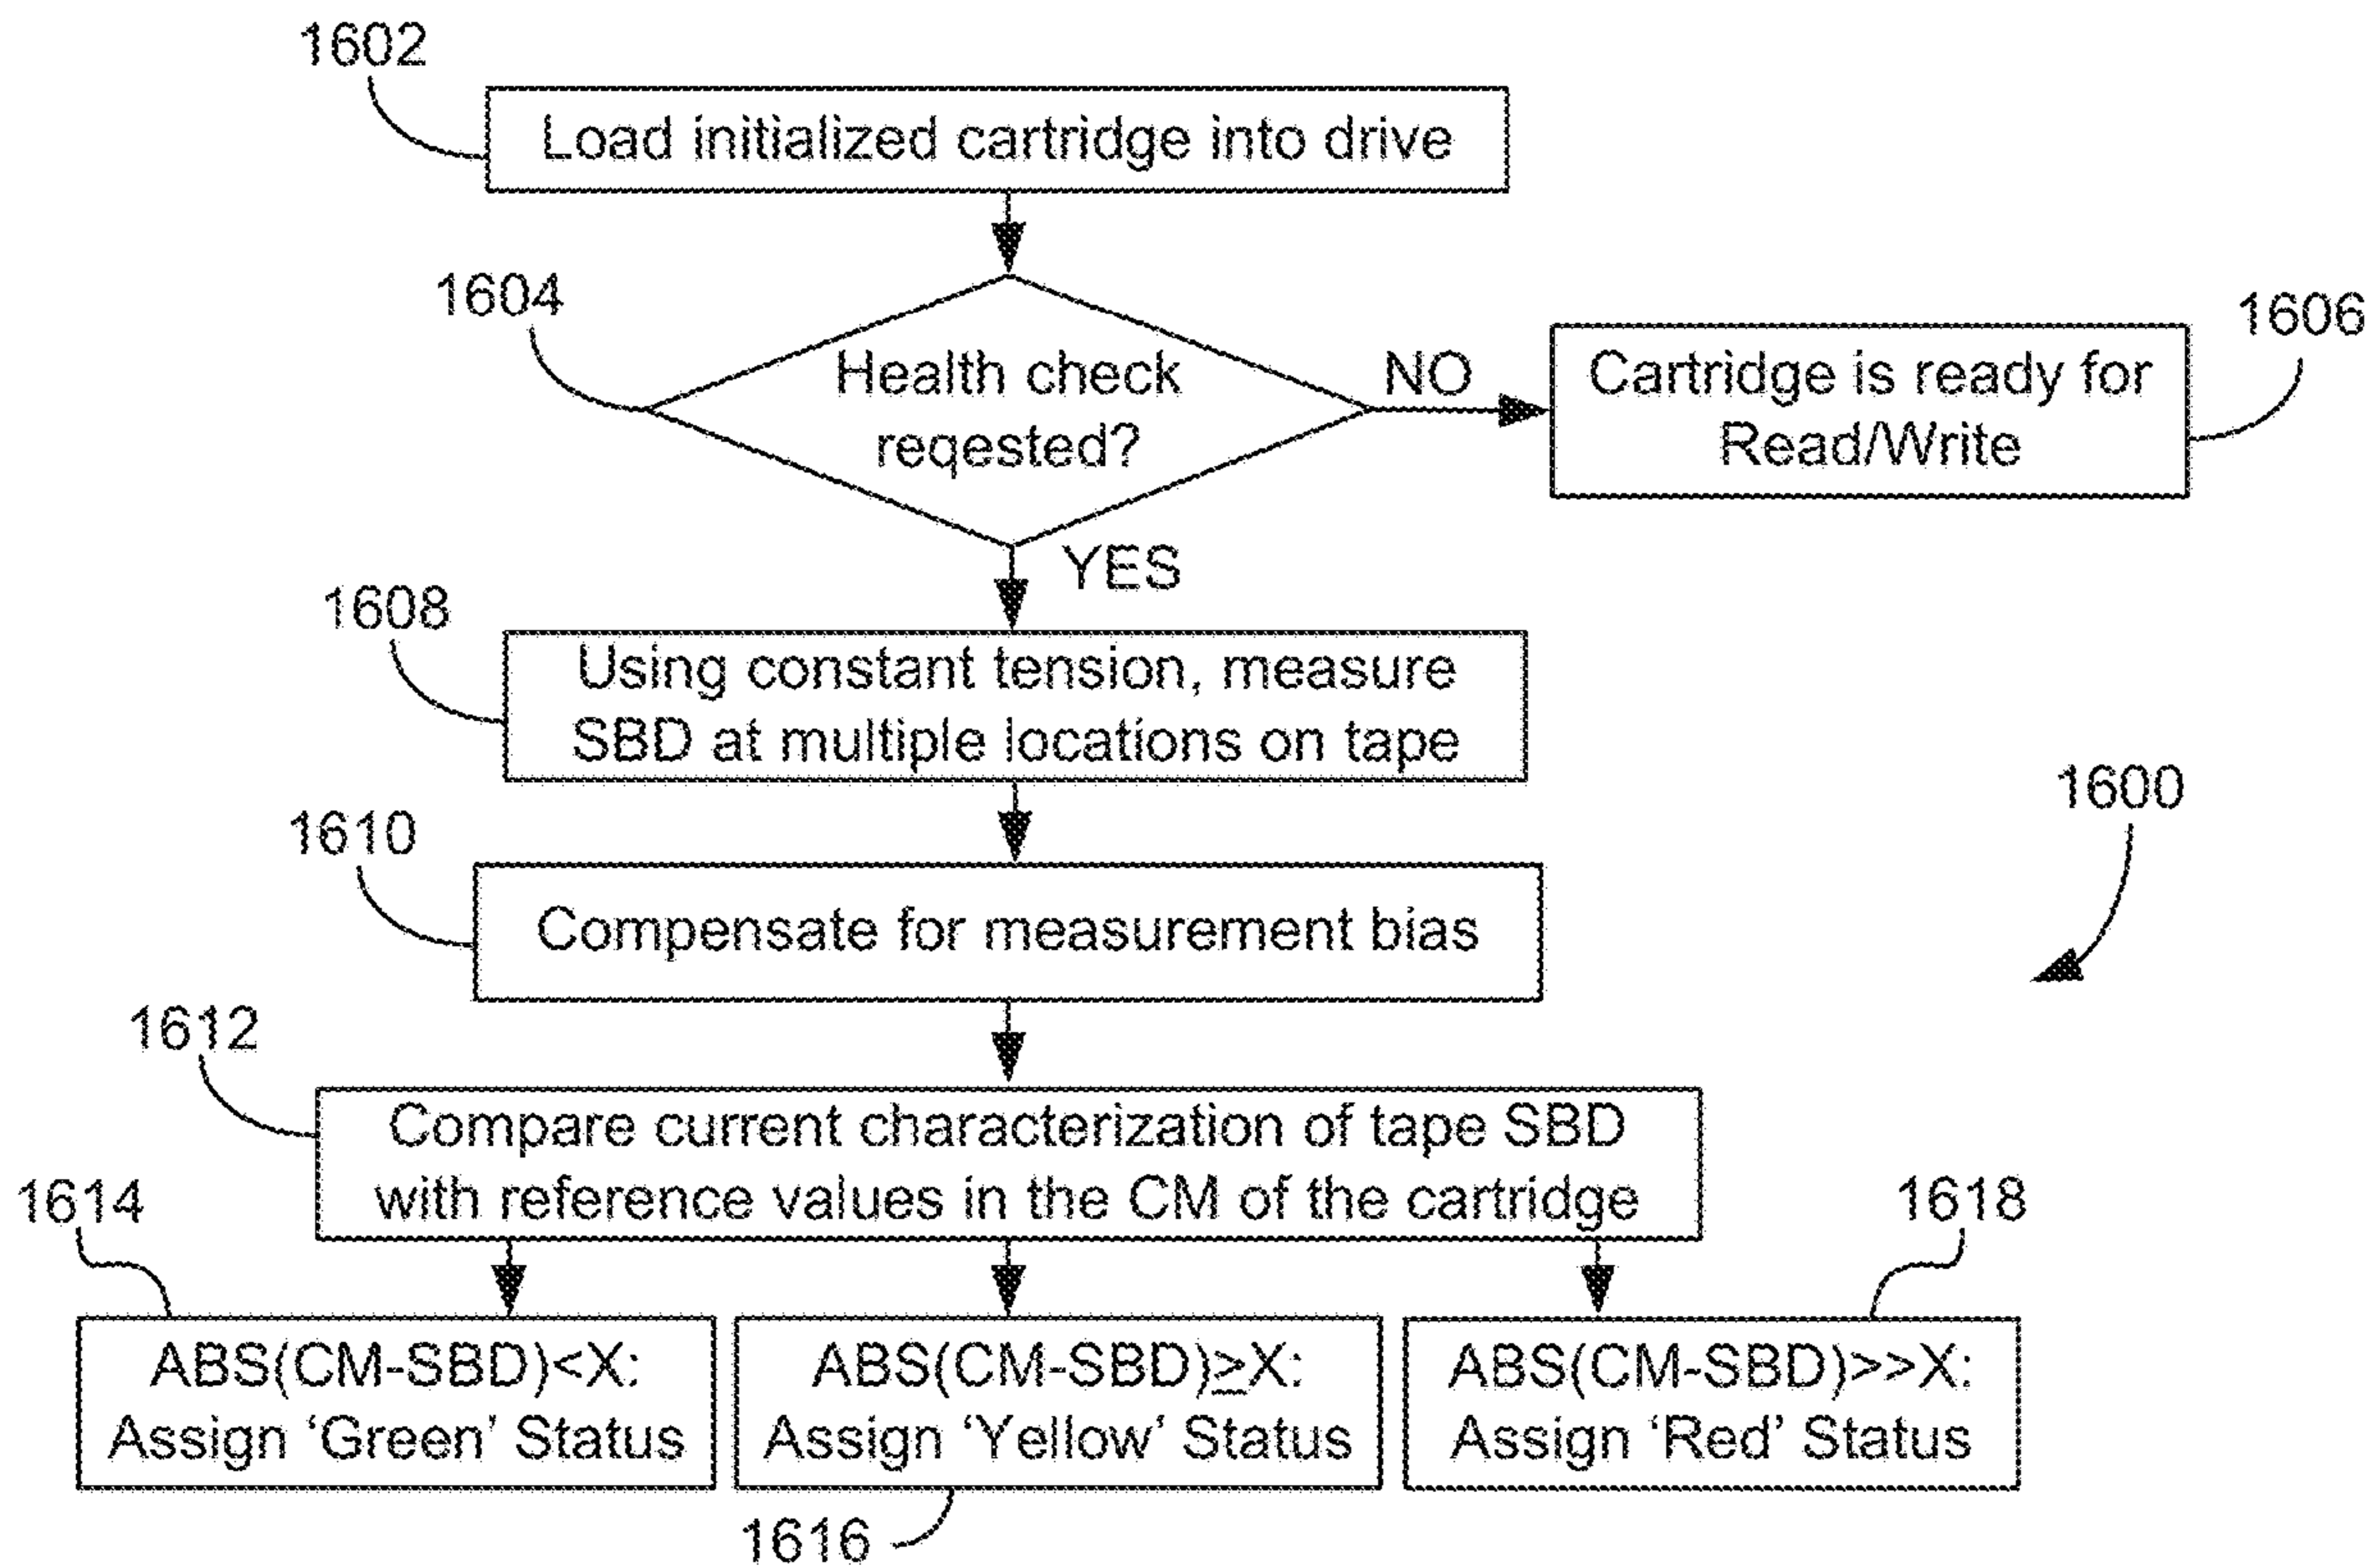 1602
Load initialized cartridge into drive
1604
Health check
reqested?
NO
1606
Cartridge is ready for
Read/Write
YES
1608
Using constant tension, measure
SBD at multiple locations on tape
1600
1610
Compensate for measurement bias
1612
Compare current characterization of tape SBD
with reference values in the CM of the cartridge
1614
1618
ABS(CM-SBD)<X:
Assign ‘Green’ Status
ABS(CM-SBD)≥X:
Assign ‘Yellow’ Status
ABS(CM-SBD)>>X:
Assign ‘Red’ Status
1616